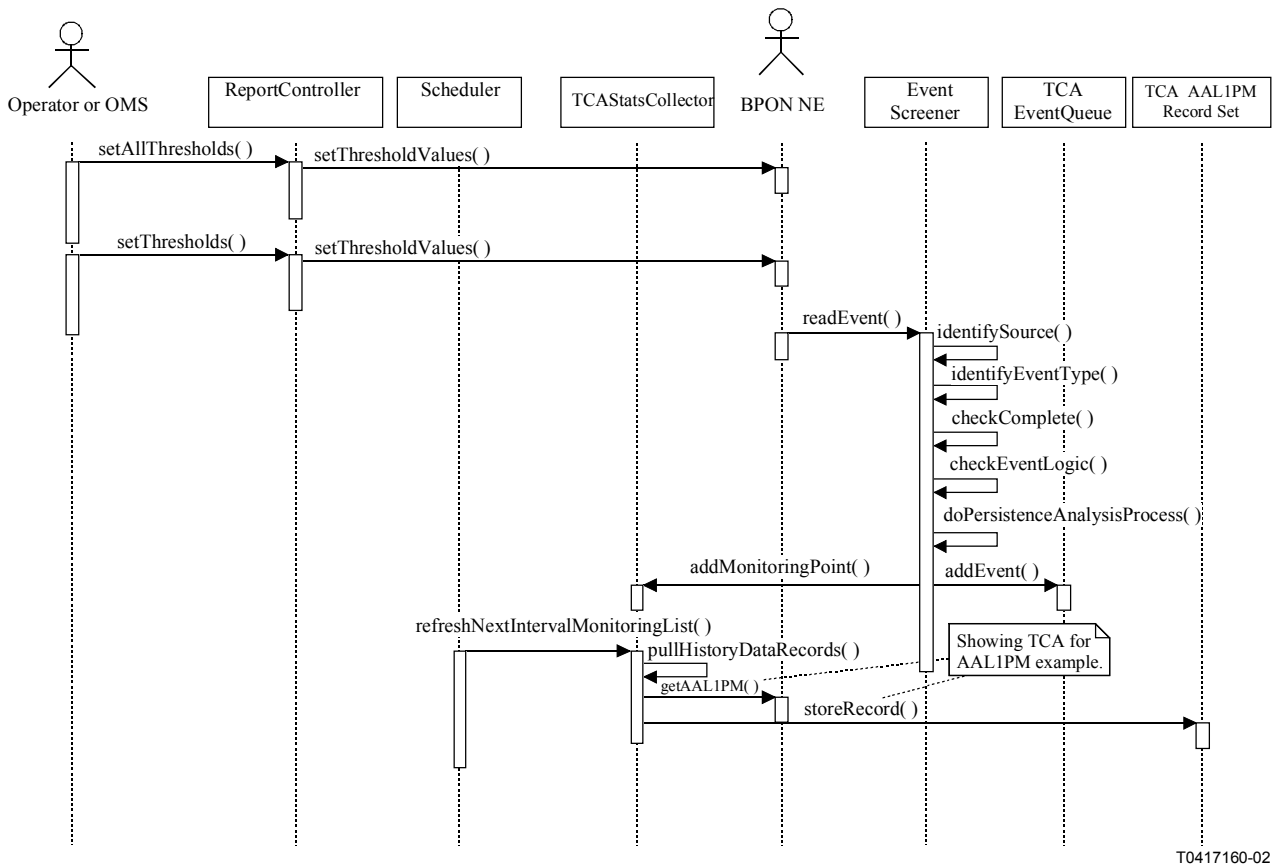 Operator or OMS
ReportController
Scheduler
TCAStatsCollector
BPON NE
Event
Screener
TCA
EventQueue
TCA AAL1PM
Record Set
setAllThresholds( )
setThresholdValues( )
setThresholds( )
setThresholdValues( )
readEvent( )
identifySource( )
identifyEventType( )
checkComplete( )
checkEventLogic( )
doPersistenceAnalysisProcess( )
addMonitoringPoint( )
addEvent( )
refreshNextIntervalMonitoringList( )
pullHistoryDataRecords( )
Showing TCA for
AAL1PM example.
getAAL1PM( )
storeRecord( )
T0417160-02